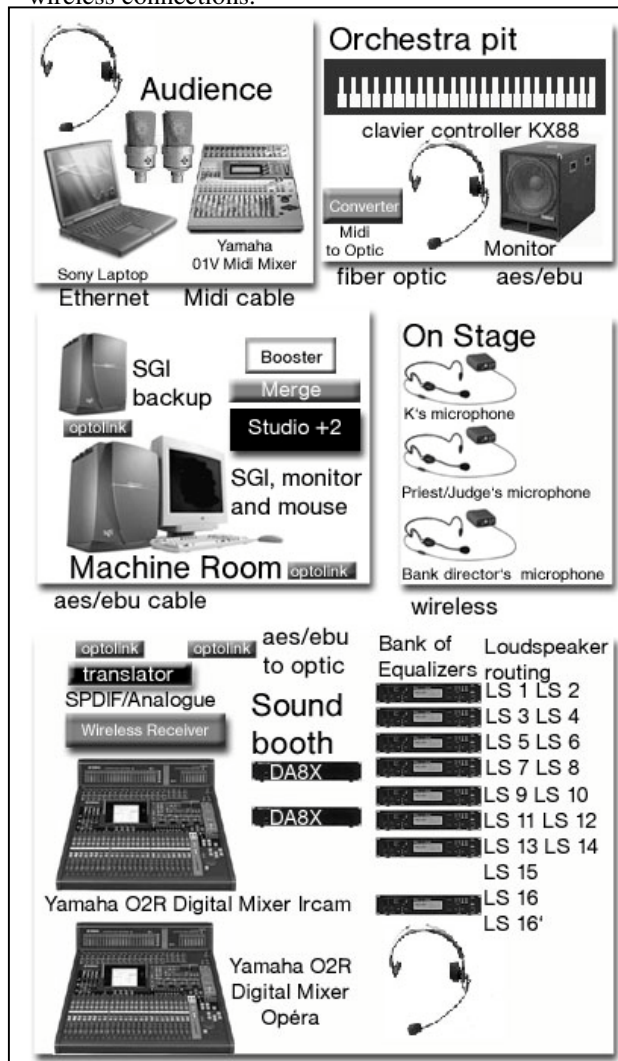 wireless connections.
Audience
Sony Laptop
Yamaha
01V Midi Mixer
Ethernet
Midi cable
Orchestra pit
clavier controller KX88
Converter
Midi
to Optic
Monitor
fiber optic
aes/ebu
SGI
backup
optolink
Booster
Merge
Studio +2
SGI, monitor
and mouse
Machine Room
optolink
aes/ebu cable
On Stage
K's microphone
Priest/Judge's microphone
Bank director's microphone
wireless
optolink
optolink
aes/ebu
to optic
translator
SPDIF/Analogue
Wireless Receiver
Sound
booth
DA8X
DA8X
Yamaha O2R Digital Mixer Ircam
Yamaha O2R
Digital Mixer
Opéra
Bank of
Equalizers
Loudspeaker
routing
LS 1 LS 2
LS 3 LS 4
LS 5 LS 6
LS 7 LS 8
LS 9 LS 10
LS 11 LS 12
LS 13 LS 14
LS 15
LS 16
LS 16'